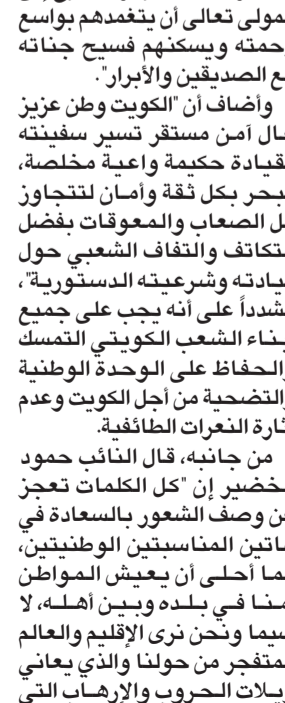 لمولى تعالى أن يتغمدهم بواسع
رحمته ويسكنهم فسيح جناته
مع الصديقين والأبرار".
وأضاف أن "الكويت وطن عزيز
آمن مستقر تسير سفينته
بقيادة حكيمة واعية مخلصة،
بكل ثقة وأمان لتتجاوز
كل الصعاب والمعوقات بفضل
التكاتف والتفاف الشعبي حول
قيادته وشرعيته الدستورية"،
مشدداً على أنه يجب على جميع
أبناء الشعب الكويتي التمسك
والحفاظ على الوحدة الوطنية
والتضحية من أجل الكويت وعدم
إثارة النعرات الطائفية.
من جانبه، قال النائب حمود
الخضير إن "كل الكلمات تعجز
عن وصف الشعور بالسعادة في
هاتين المناسبتين الوطنيتين،
فما أحلى أن يعيش المواطن
آمنا في بلده وبين أهله، لا
سيما ونحن نرى الإقليم والعالم
المتفجر من حولنا والذي يعاني
ويلات الحروب والإرهاب التي